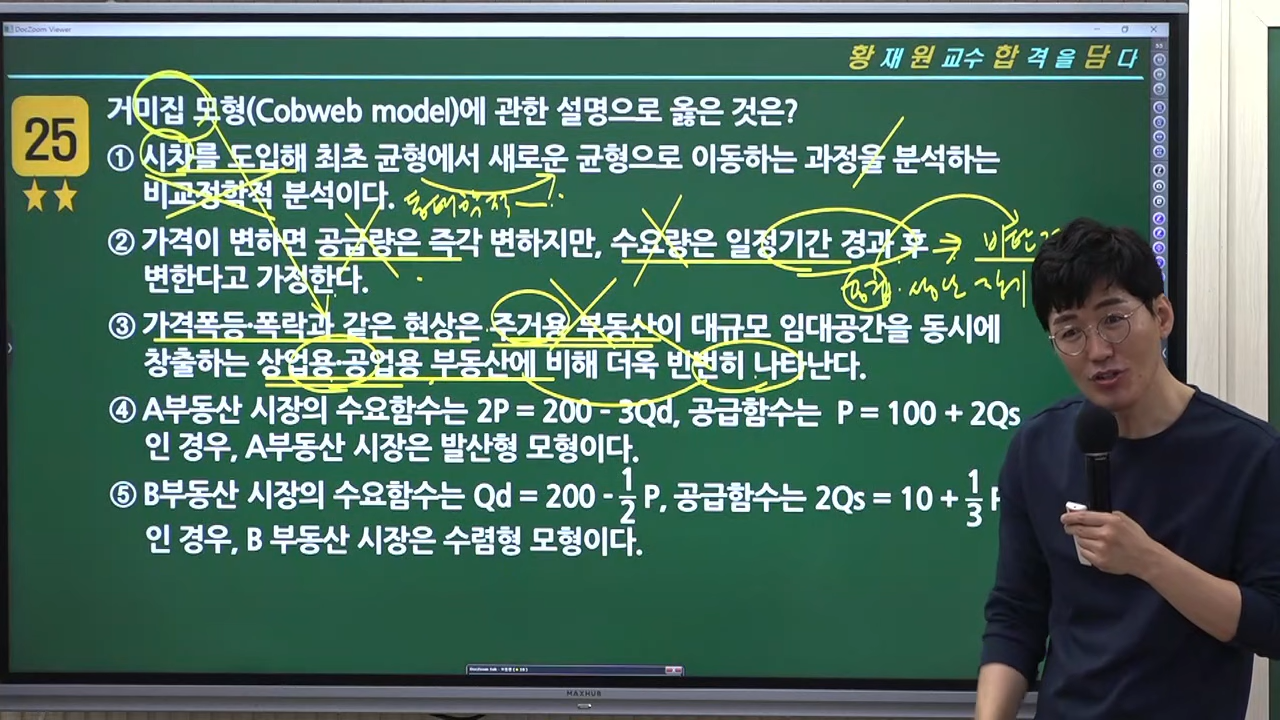 DocZoom Viewer
황재원교수 합격을 담다
25
거미집 모형(Cobweb model)에 관한 설명으로 옳은 것은?
① 시차를 도입해 최초 균형에서 새로운 균형으로 이동하는 과정을 분석하는
비교정학적 분석이다.
② 가격이 변하면 공급량은 즉각 변하지만, 수요량은 일정기간 경과 후
변한다고 가정한다.
③ 가격폭등·폭락과 같은 현상은 주거용 부동산이 대규모 임대공간을 동시에
창출하는 상업용·공업용 부동산에 비해 더욱 빈번히 나타난다.
④ A부동산 시장의 수요함수는 2P = 200 - 3Qd, 공급함수는 P = 100 + 2Qs
인 경우, A부동산 시장은 발산형 모형이다.
⑤ B부동산 시장의 수요함수는 Qd = 200 - 1/2 P, 공급함수는 2Qs = 10 + 1/3 P
인 경우, B 부동산 시장은 수렴형 모형이다.
MAXHUB